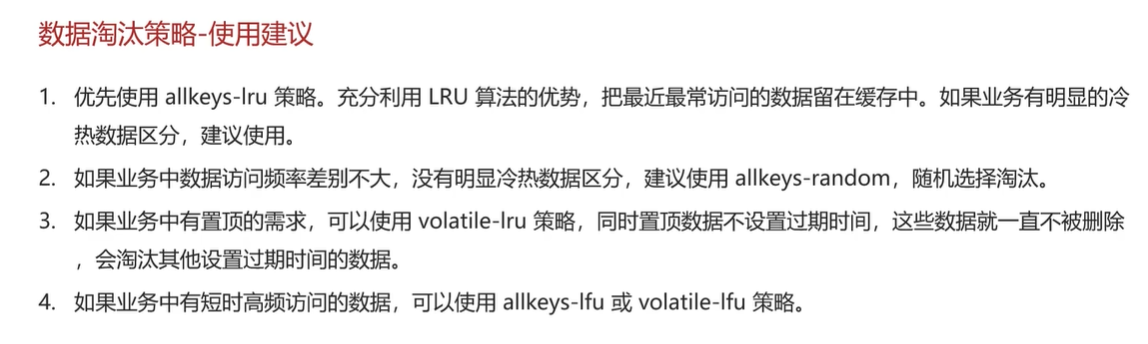 数据淘汰策略-使用建议
1. 优先使用 allkeys-lru 策略。充分利用 LRU 算法的优势，把最近最常访问的数据留在缓存中。如果业务有明显的冷
热数据区分，建议使用。
2. 如果业务中数据访问频率差别不大，没有明显冷热数据区分，建议使用 allkeys-random，随机选择淘汰。
3. 如果业务中有置顶的需求，可以使用 volatile-lru 策略，同时置顶数据不设置过期时间，这些数据就一直不被删除
，会淘汰其他设置过期时间的数据。
4. 如果业务中有短时高频访问的数据，可以使用 allkeys-lfu 或 volatile-lfu 策略。